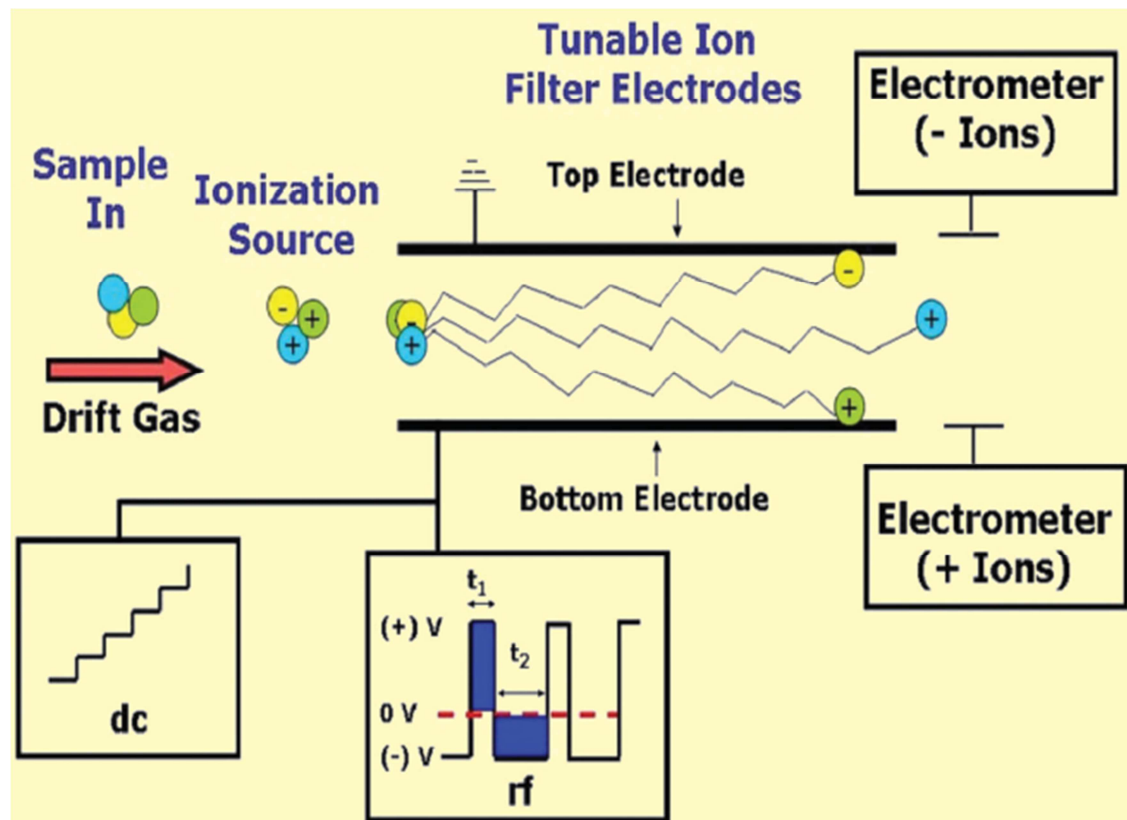 Tunable Ion
Filter Electrodes
Electrometer
(- Ions)
Sample
In
Ionization
Source
Top Electrode
-
-
+
+
-
+
+
Drift Gas
Bottom Electrode
Electrometer
(+ Ions)
dc
t1
(+) V
t2
0 V
(-) V
rf